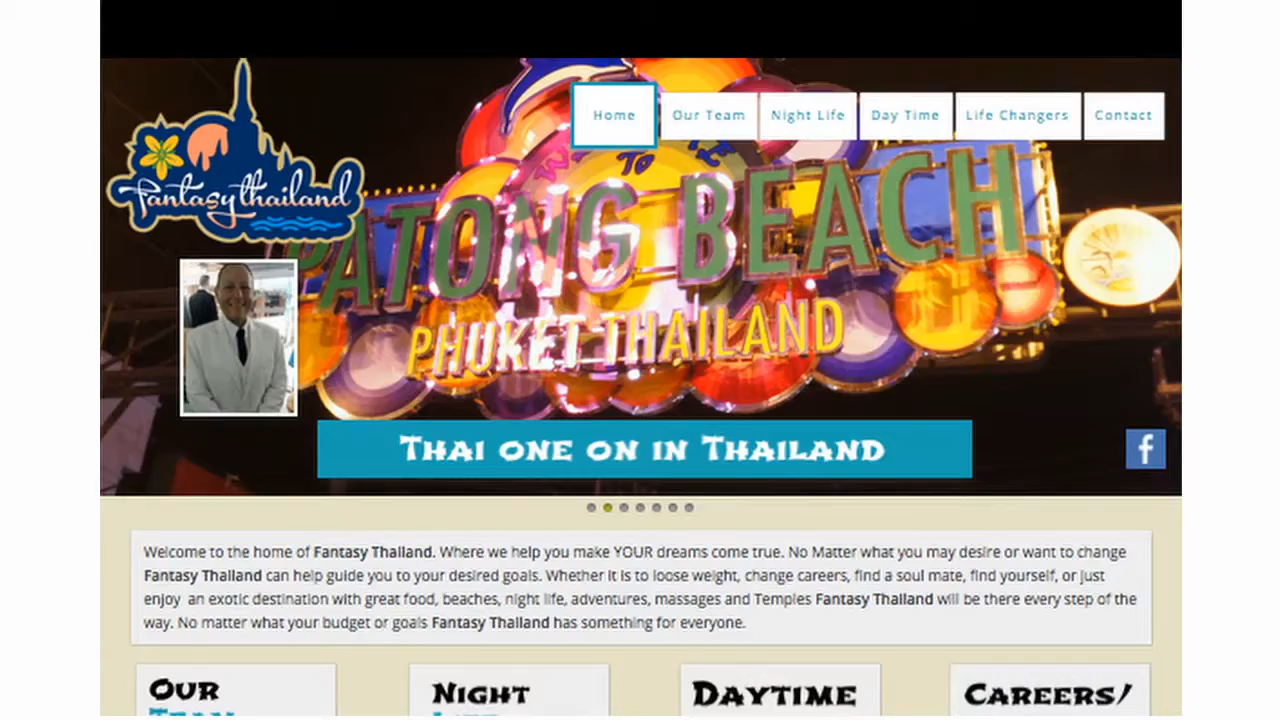 Home
Our Team
Night Life
Day Time
Life Changers
Contact
Fantasy thailand
WELCOME TO THE
PATONG BEACH
PHUKET THAILAND
THAI ONE ON IN THAILAND
f
Welcome to the home of Fantasy Thailand. Where we help you make YOUR dreams come true. No Matter what you may desire or want to change
Fantasy Thailand can help guide you to your desired goals. Whether it is to loose weight, change careers, find a soul mate, find yourself, or just
enjoy an exotic destination with great food, beaches, night life, adventures, massages and Temples Fantasy Thailand will be there every step of the
way. No matter what your budget or goals Fantasy Thailand has something for everyone.
OUR
TEAM
NIGHT
LIFE
DAYTIME
CAREERS!